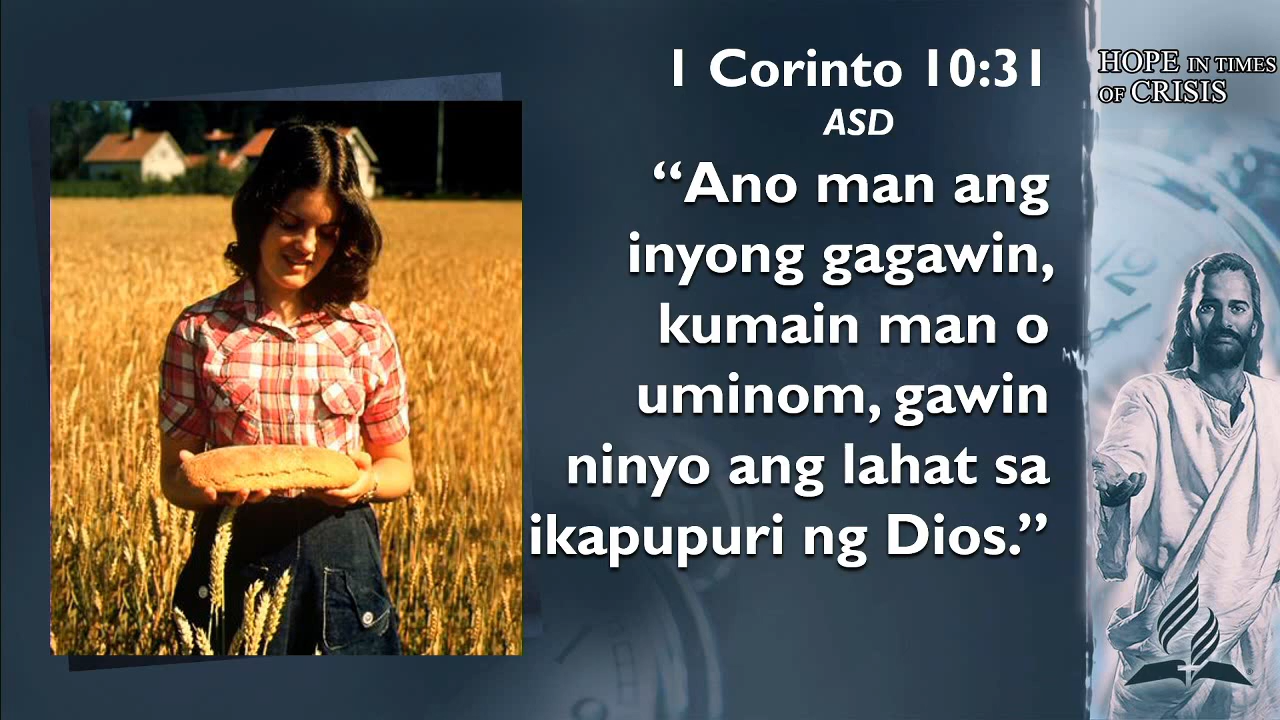 1 Corinto 10:31
ASD
“Ano man ang
inyong gagawin,
kumain man o
uminom, gawin
ninyo ang lahat sa
ikapupuri ng Dios.”
HOPE IN TIMES
OF CRISIS